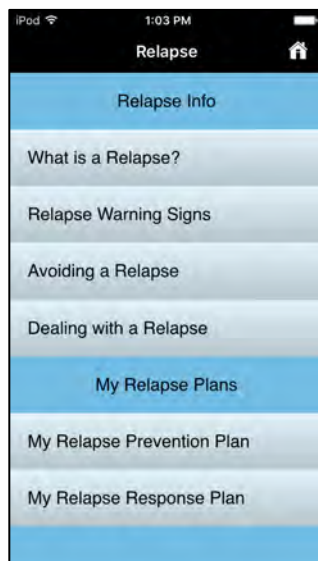 iPod 1:03 PM
Relapse
Relapse Info
What is a Relapse?
Relapse Warning Signs
Avoiding a Relapse
Dealing with a Relapse
My Relapse Plans
My Relapse Prevention Plan
My Relapse Response Plan